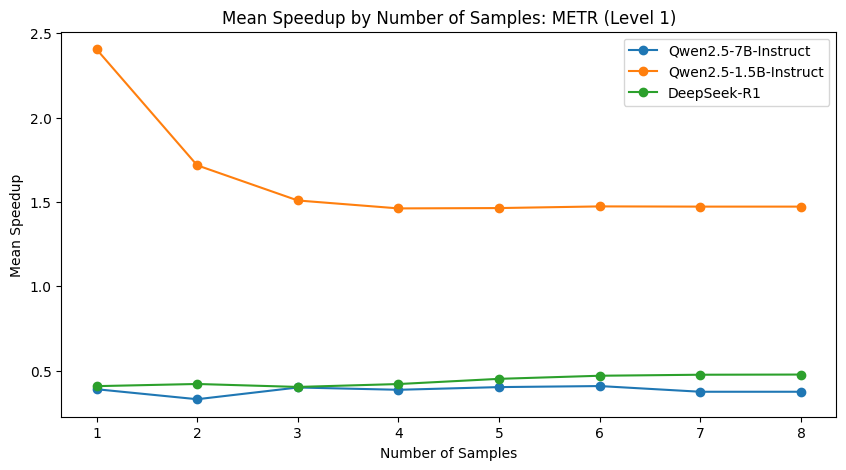 Mean Speedup by Number of Samples: METR (Level 1)
Qwen2.5-7B-Instruct
Qwen2.5-1.5B-Instruct
DeepSeek-R1
Mean Speedup
2.5
2.0
1.5
1.0
0.5
1 2 3 4 5 6 7 8
Number of Samples